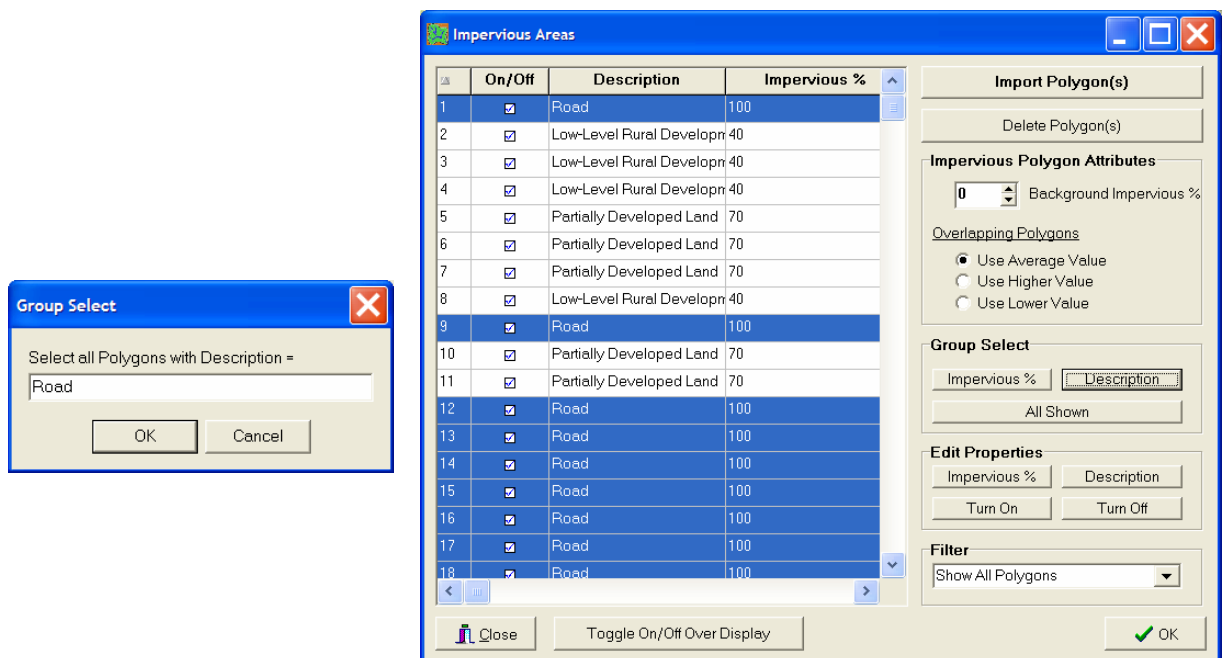 Impervious Areas
On/Off Description Impervious %
1 Road 100
2 Low-Level Rural Developm 40
3 Low-Level Rural Developm 40
4 Low-Level Rural Developm 40
5 Partially Developed Land 70
6 Partially Developed Land 70
7 Partially Developed Land 70
8 Low-Level Rural Developm 40
9 Road 100
10 Partially Developed Land 70
11 Partially Developed Land 70
12 Road 100
13 Road 100
14 Road 100
15 Road 100
16 Road 100
17 Road 100
18 Road 100
Close
Toggle On/Off Over Display
Import Polygon(s)
Delete Polygon(s)
Impervious Polygon Attributes
0 Background Impervious %
Overlapping Polygons
Use Average Value
Use Higher Value
Use Lower Value
Group Select
Impervious % Description
All Shown
Edit Properties
Impervious % Description
Turn On Turn Off
Filter
Show All Polygons
OK
Group Select
Select all Polygons with Description =
Road
OK Cancel